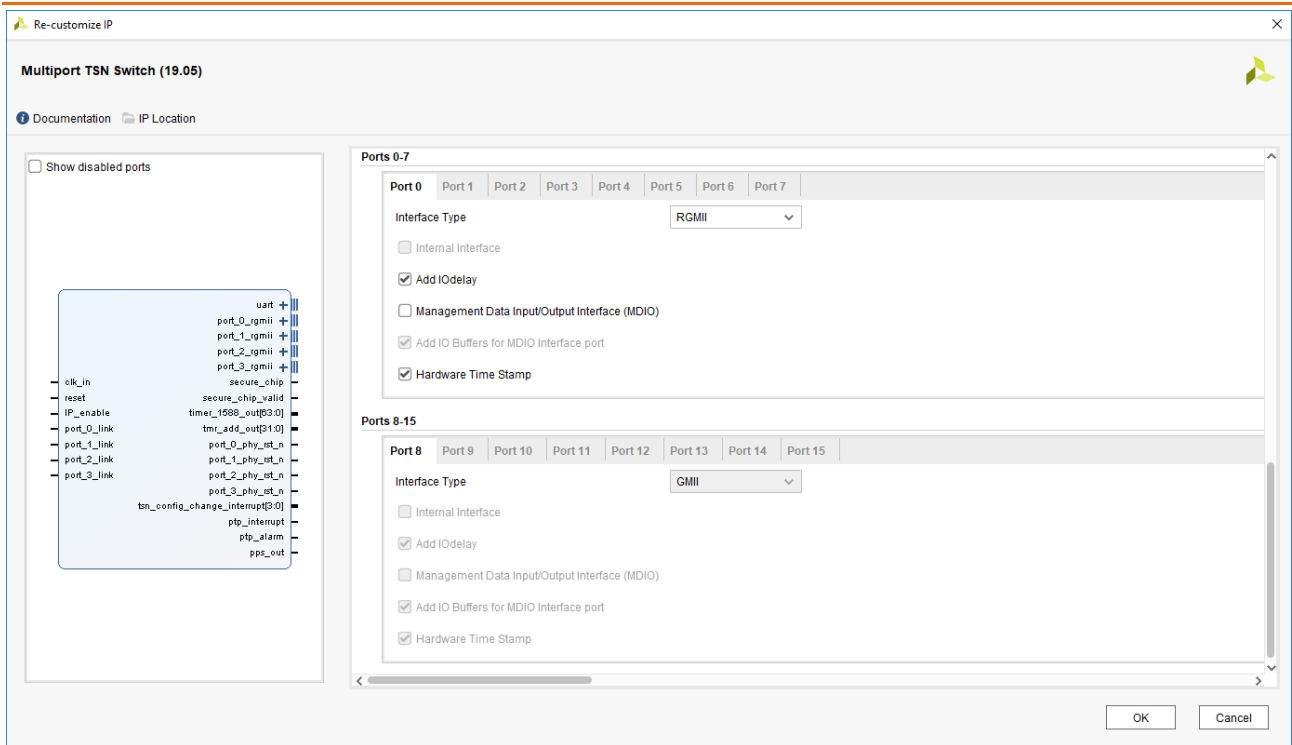 Re-customize IP
Multiport TSN Switch (19.05)
Documentation IP Location
Show disabled ports
uart
port_0_rgmii
port_1_rgmii
port_2_rgmii
port_3_rgmii
clk_in secure_chip
reset secure_chip_valid
IP_enable timer_1588_out[63:0]
port_0_link tmr_add_out[31:0]
port_1_link port_0_phy_rst_n
port_2_link port_1_phy_rst_n
port_3_link port_2_phy_rst_n
port_3_phy_rst_n
tsn_config_change_interrupt[3:0]
ptp_interrupt
ptp_alarm
pps_out
Ports 0-7
Port 0 Port 1 Port 2 Port 3 Port 4 Port 5 Port 6 Port 7
Interface Type RGMII
Internal Interface
Add IOdelay
Management Data Input/Output Interface (MDIO)
Add IO Buffers for MDIO Interface port
Hardware Time Stamp
Ports 8-15
Port 8 Port 9 Port 10 Port 11 Port 12 Port 13 Port 14 Port 15
Interface Type GMII
Internal Interface
Add IOdelay
Management Data Input/Output Interface (MDIO)
Add IO Buffers for MDIO Interface port
Hardware Time Stamp
OK Cancel